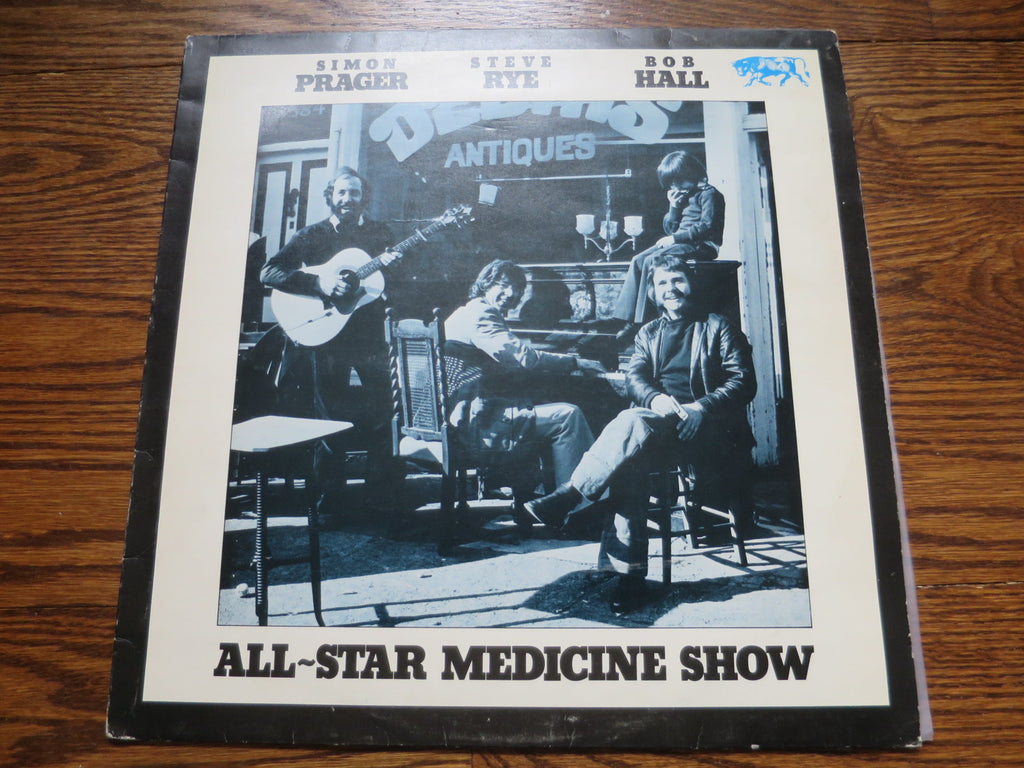 SIMON
PRAGER
STEVE
RYE
BOB
HALL
ANTIQUES
ALL~STAR MEDICINE SHOW